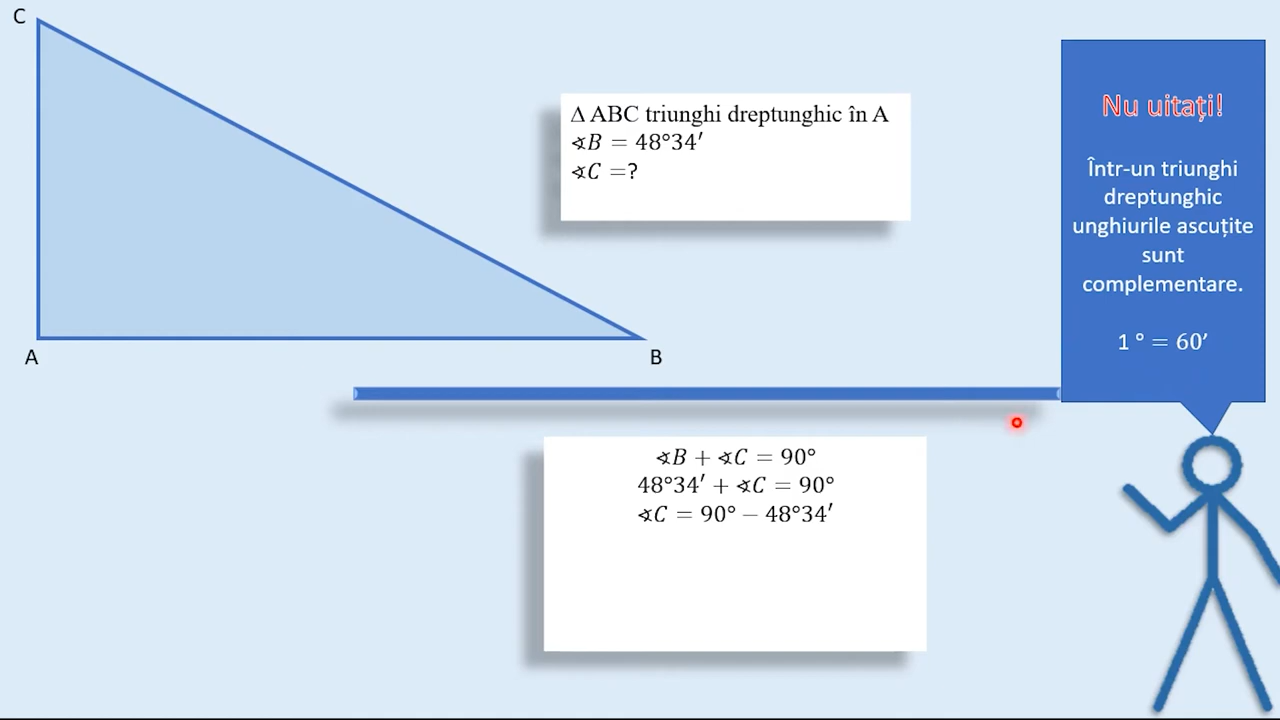 C
Δ ABC triunghi dreptunghic în A
∢B = 48°34′
∢C =?
A
B
Nu uitați!
Într-un triunghi
dreptunghic
unghiurile ascuțite
sunt
complementare.
1 ° = 60′
∢B + ∢C = 90°
48°34′ + ∢C = 90°
∢C = 90° − 48°34′